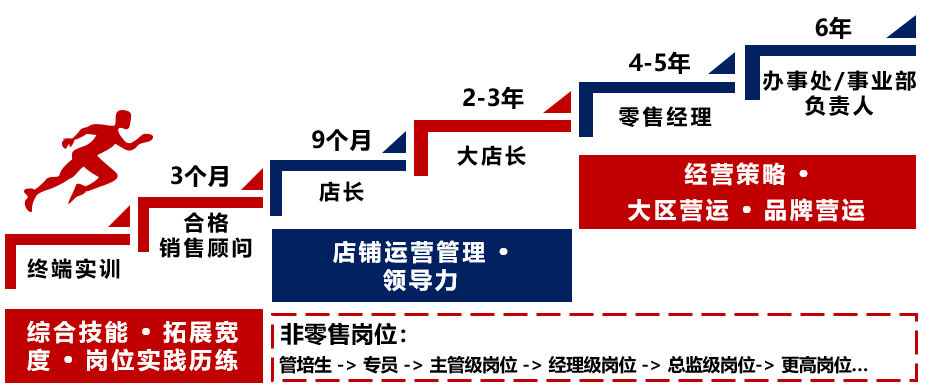 6年
办事处/事业部
负责人
4-5年
零售经理
2-3年
大店长
9个月
店长
3个月
合格
销售顾问
终端实训
经营策略 •
大区营运 • 品牌营运
店铺运营管理 •
领导力
综合技能 • 拓展宽
度 • 岗位实践历练
非零售岗位：
管培生 -> 专员 -> 主管级岗位 -> 经理级岗位 -> 总监级岗位-> 更高岗位...